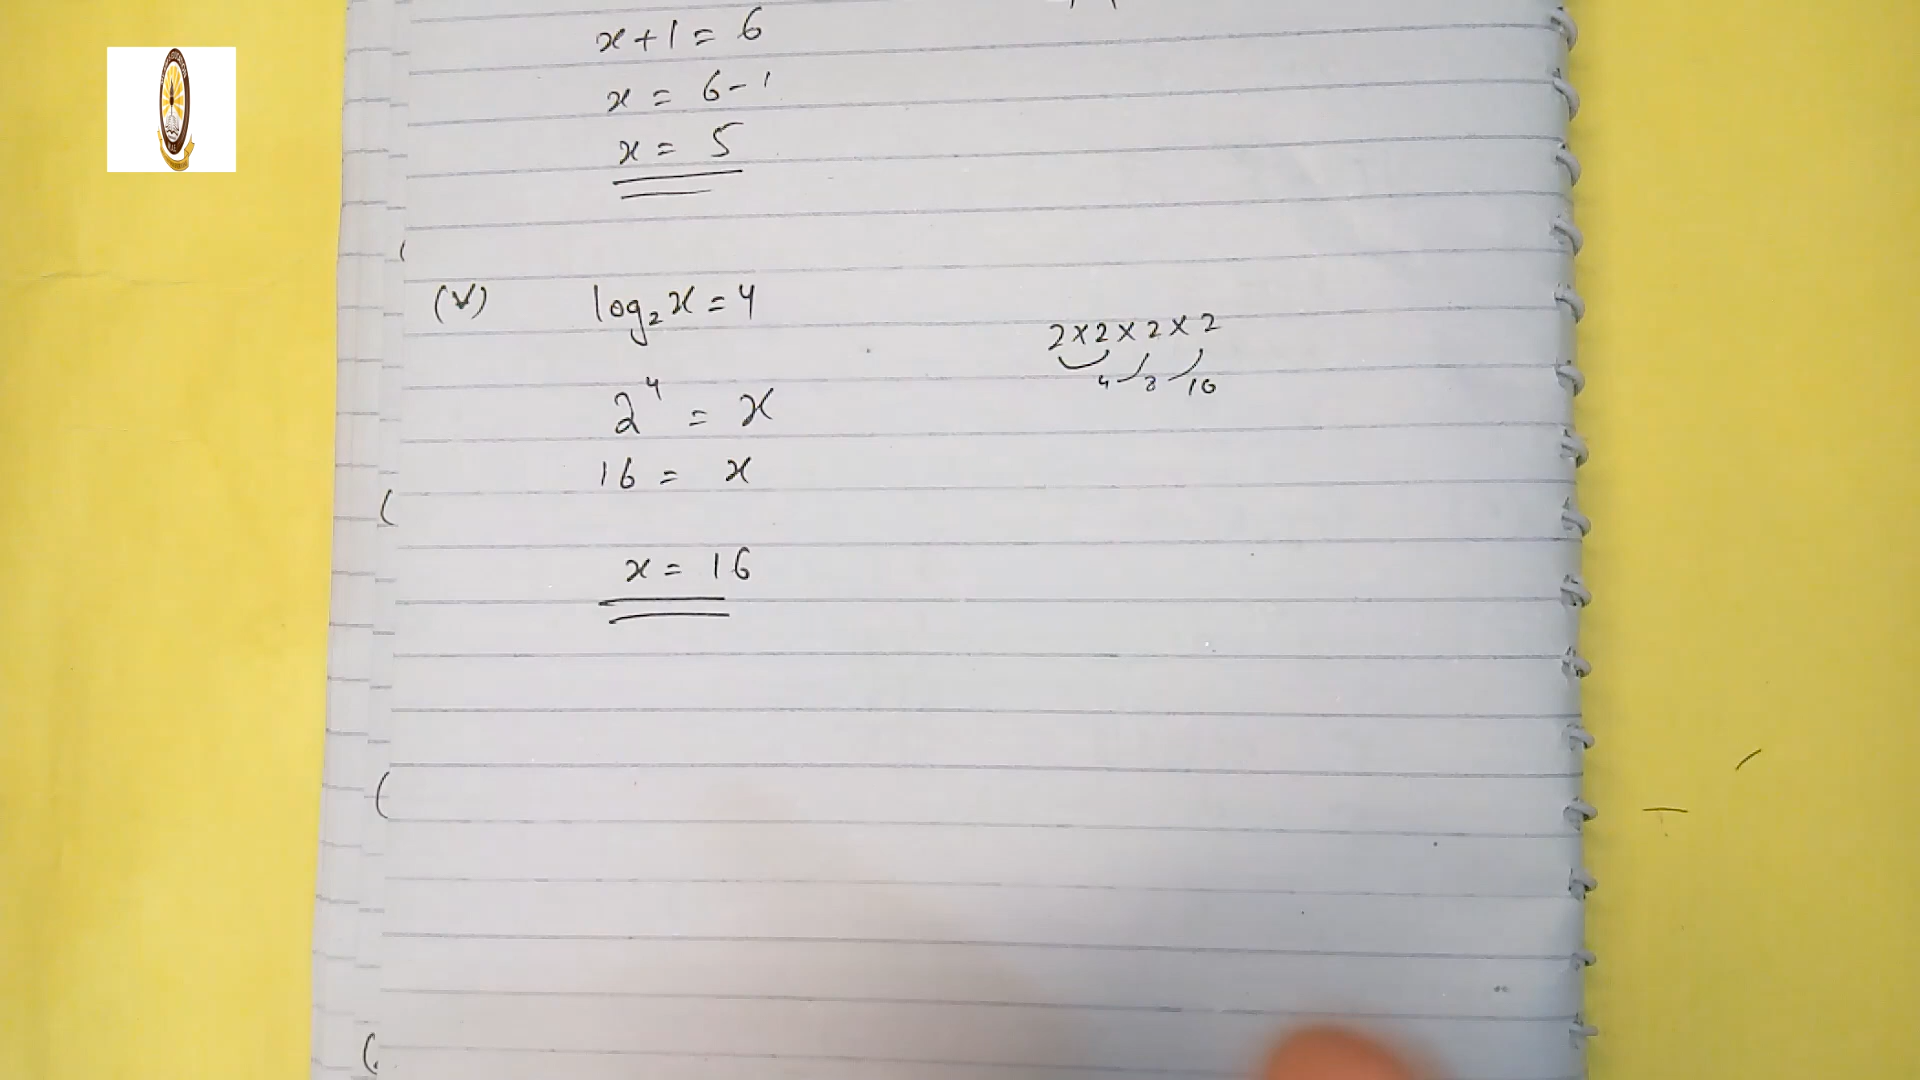 x+1 = 6
x = 6-1
x = 5
(v) log₂x = 4
2⁴ = x
16 = x
x = 16
2×2×2×2
4 8 16